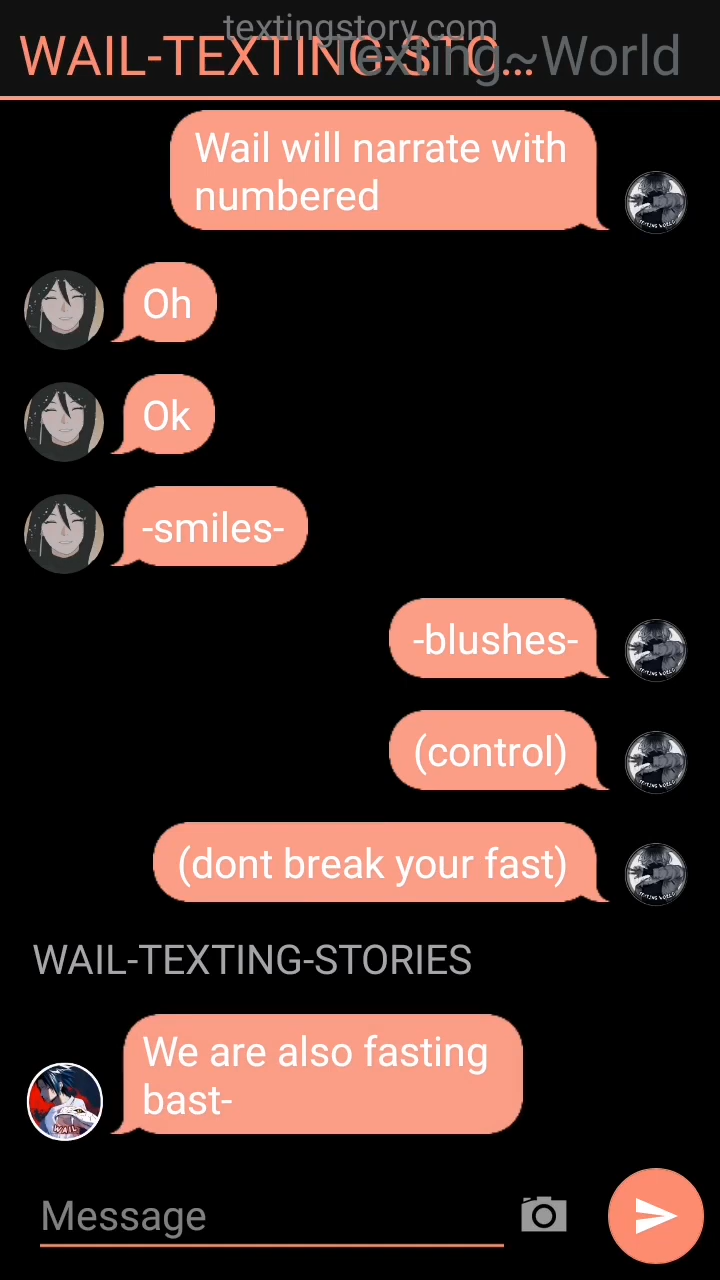 textingstory.com
WAIL-TEXTING-STO...
Texting~World
Wail will narrate with
numbered
Oh
Ok
-smiles-
-blushes-
(control)
(dont break your fast)
WAIL-TEXTING-STORIES
We are also fasting
bast-
WAIL
Message